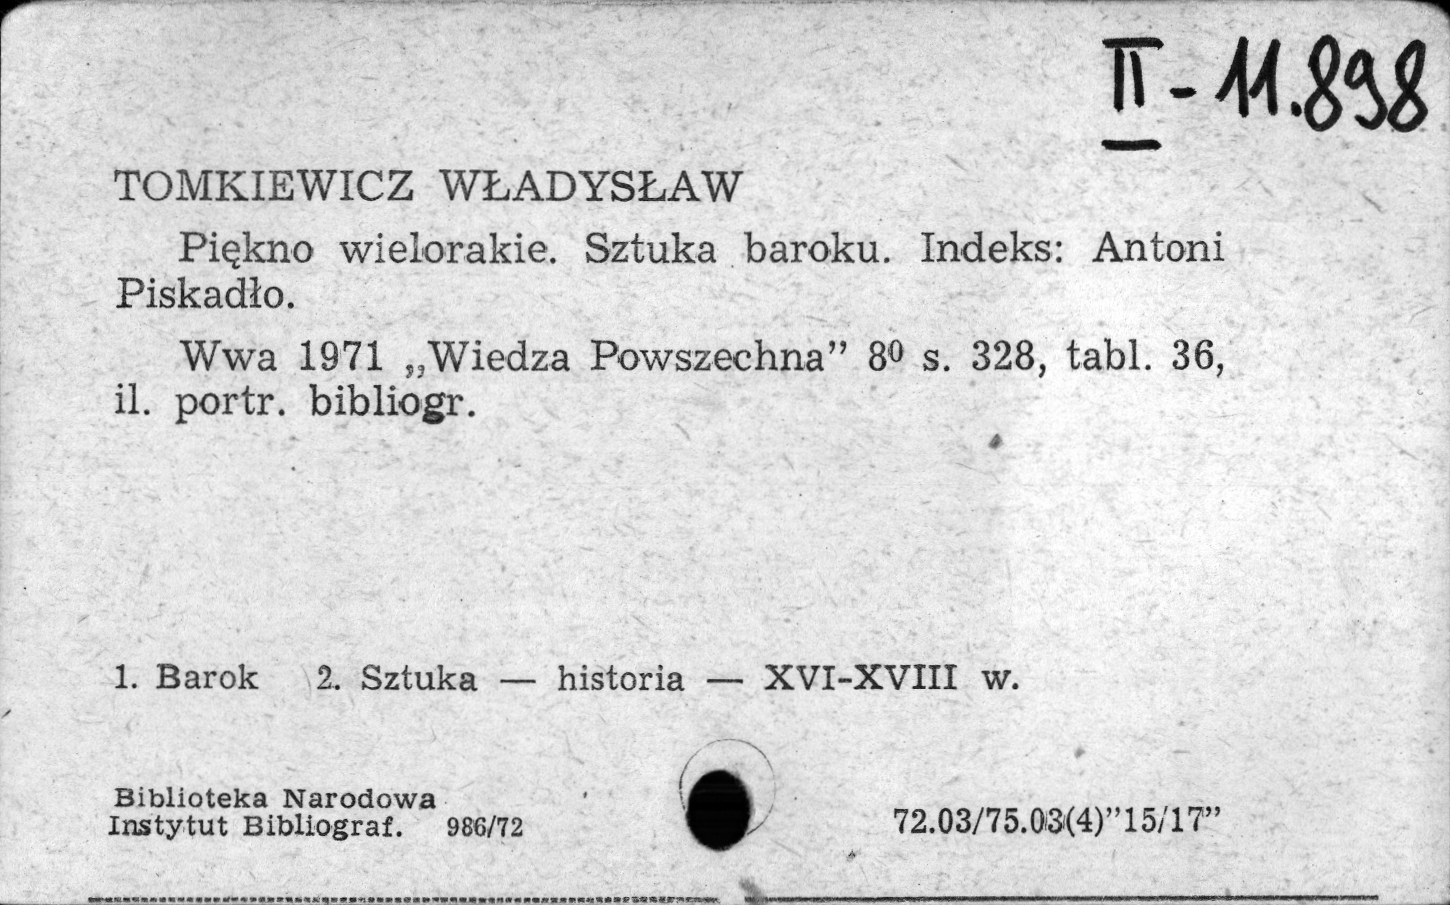 II - 11.898
TOMKIEWICZ WŁADYSŁAW
Piękno wielorakie. Sztuka baroku. Indeks: Antoni
Piskadło.
Wwa 1971 „Wiedza Powszechna” 8⁰ s. 328, tabl. 36,
il. portr. bibliogr.
1. Barok 2. Sztuka — historia — XVI-XVIII w.
Biblioteka Narodowa
Instytut Bibliograf. 986/72
72.03/75.03(4)”15/17”